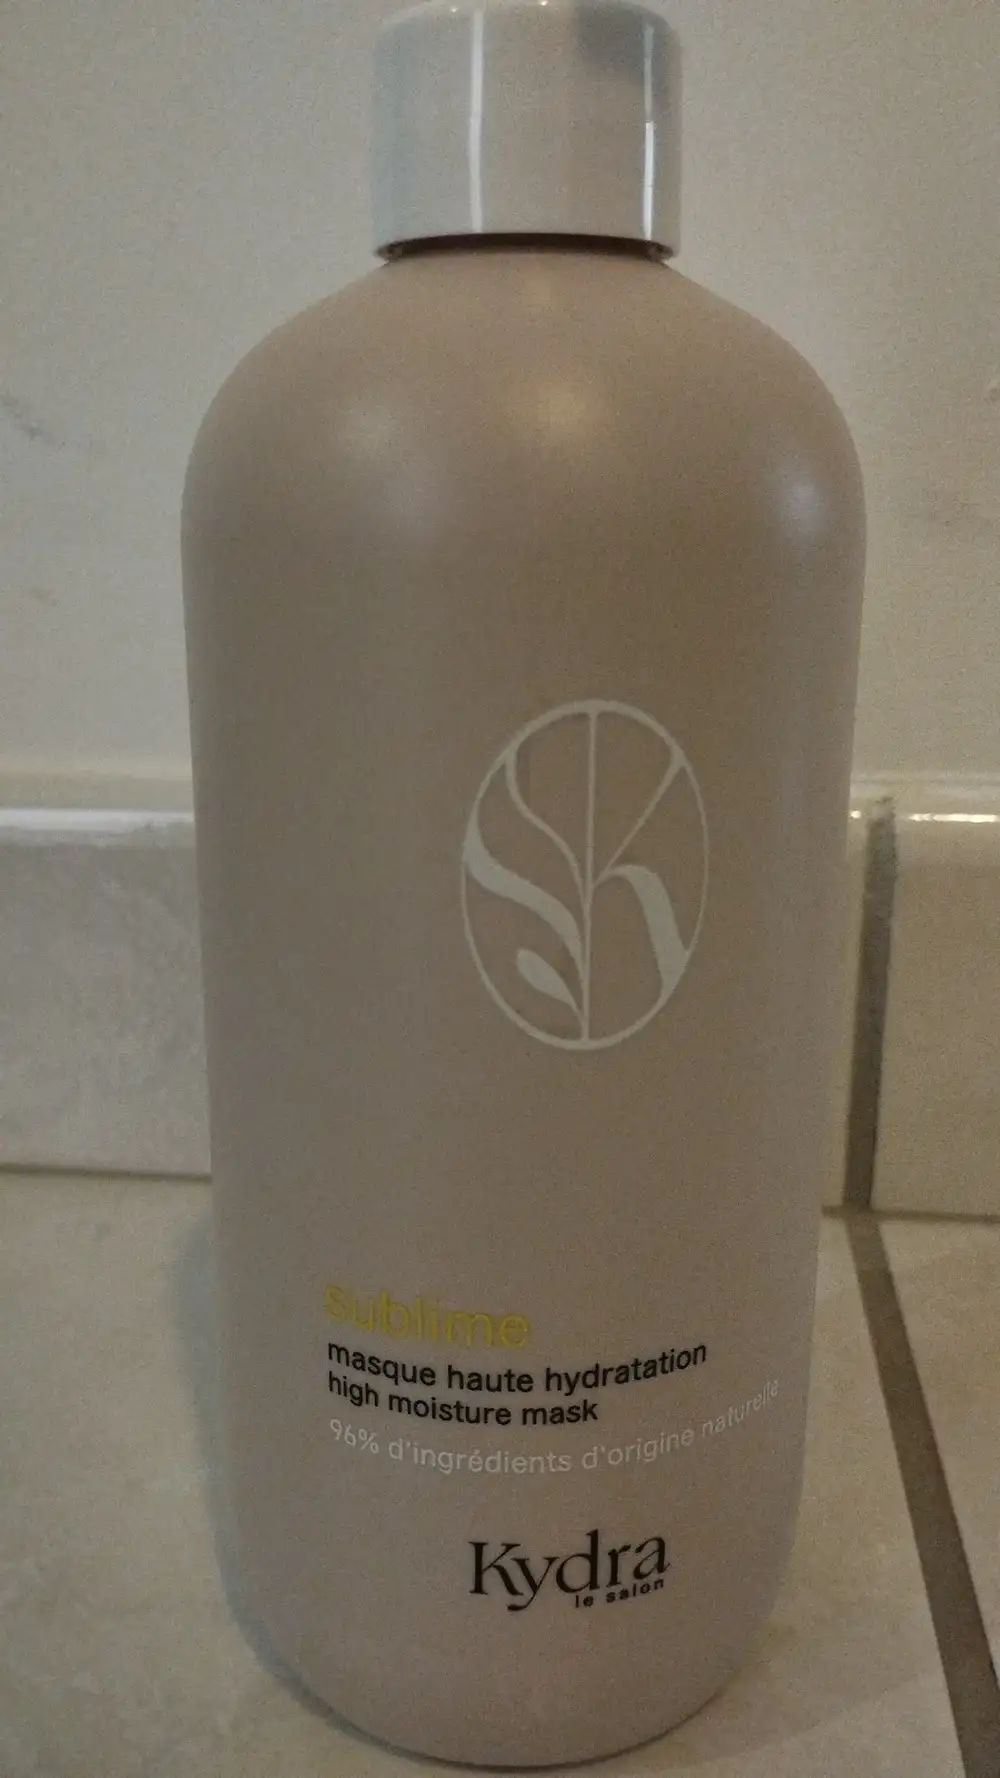 sublime
masque haute hydratation
high moisture mask
96% d'ingrédients d'origine naturelle
Kydra
le salon